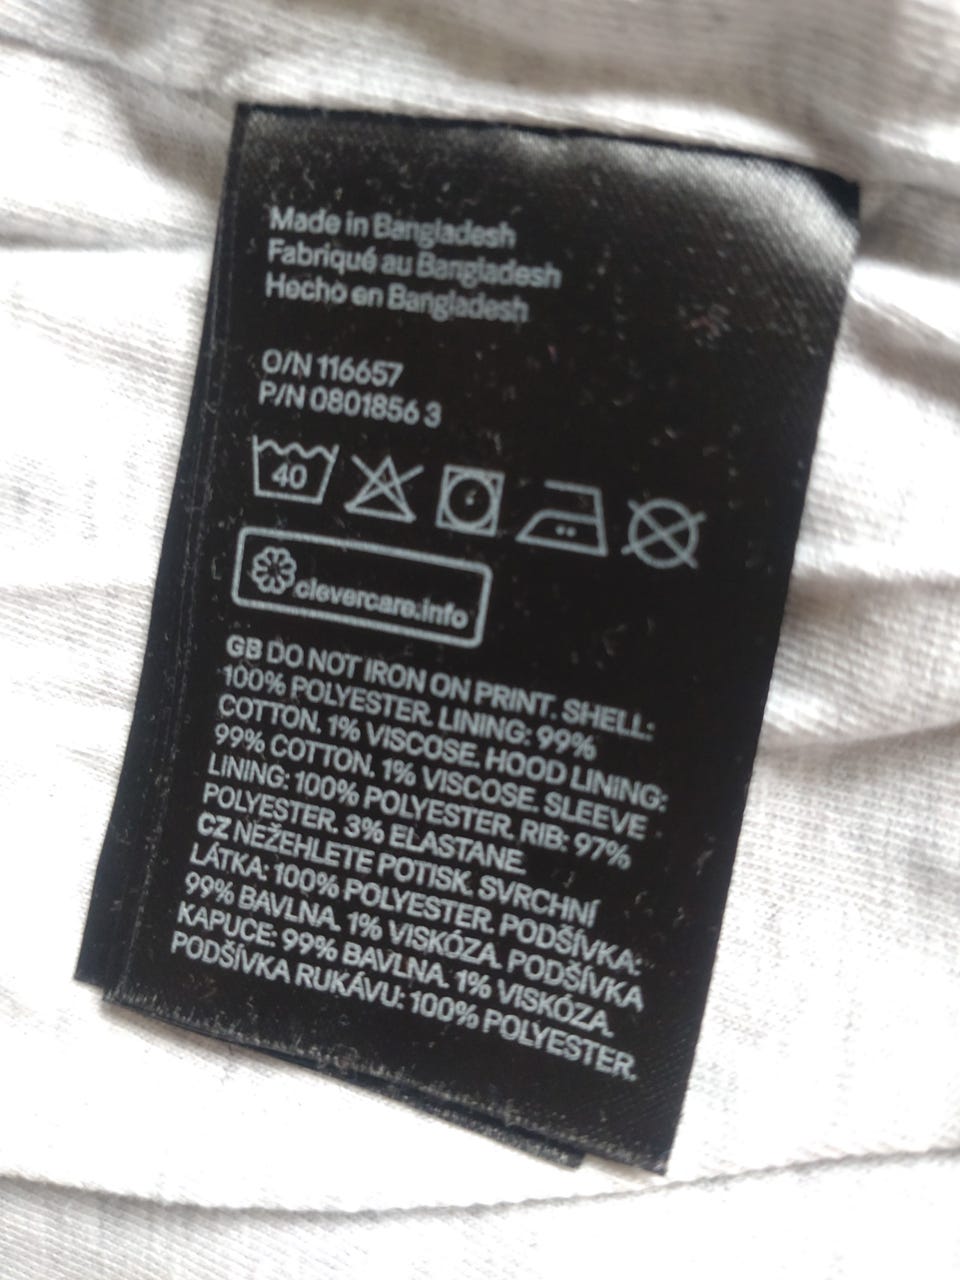 Made in Bangladesh
Fabriqué au Bangladesh
Hecho en Bangladesh
O/N 116657
P/N 0801856 3
40
clevercare.info
GB DO NOT IRON ON PRINT. SHELL:
100% POLYESTER. LINING: 99%
COTTON. 1% VISCOSE. HOOD LINING:
99% COTTON. 1% VISCOSE. SLEEVE
LINING: 100% POLYESTER. RIB: 97%
POLYESTER. 3% ELASTANE
CZ NEŽEHLETE POTISK. SVRCHNÍ
LÁTKA: 100% POLYESTER. PODŠÍVKA:
99% BAVLNA. 1% VISKÓZA. PODŠÍVKA
KAPUCE: 99% BAVLNA. 1% VISKÓZA.
PODŠÍVKA RUKÁVU: 100% POLYESTER.